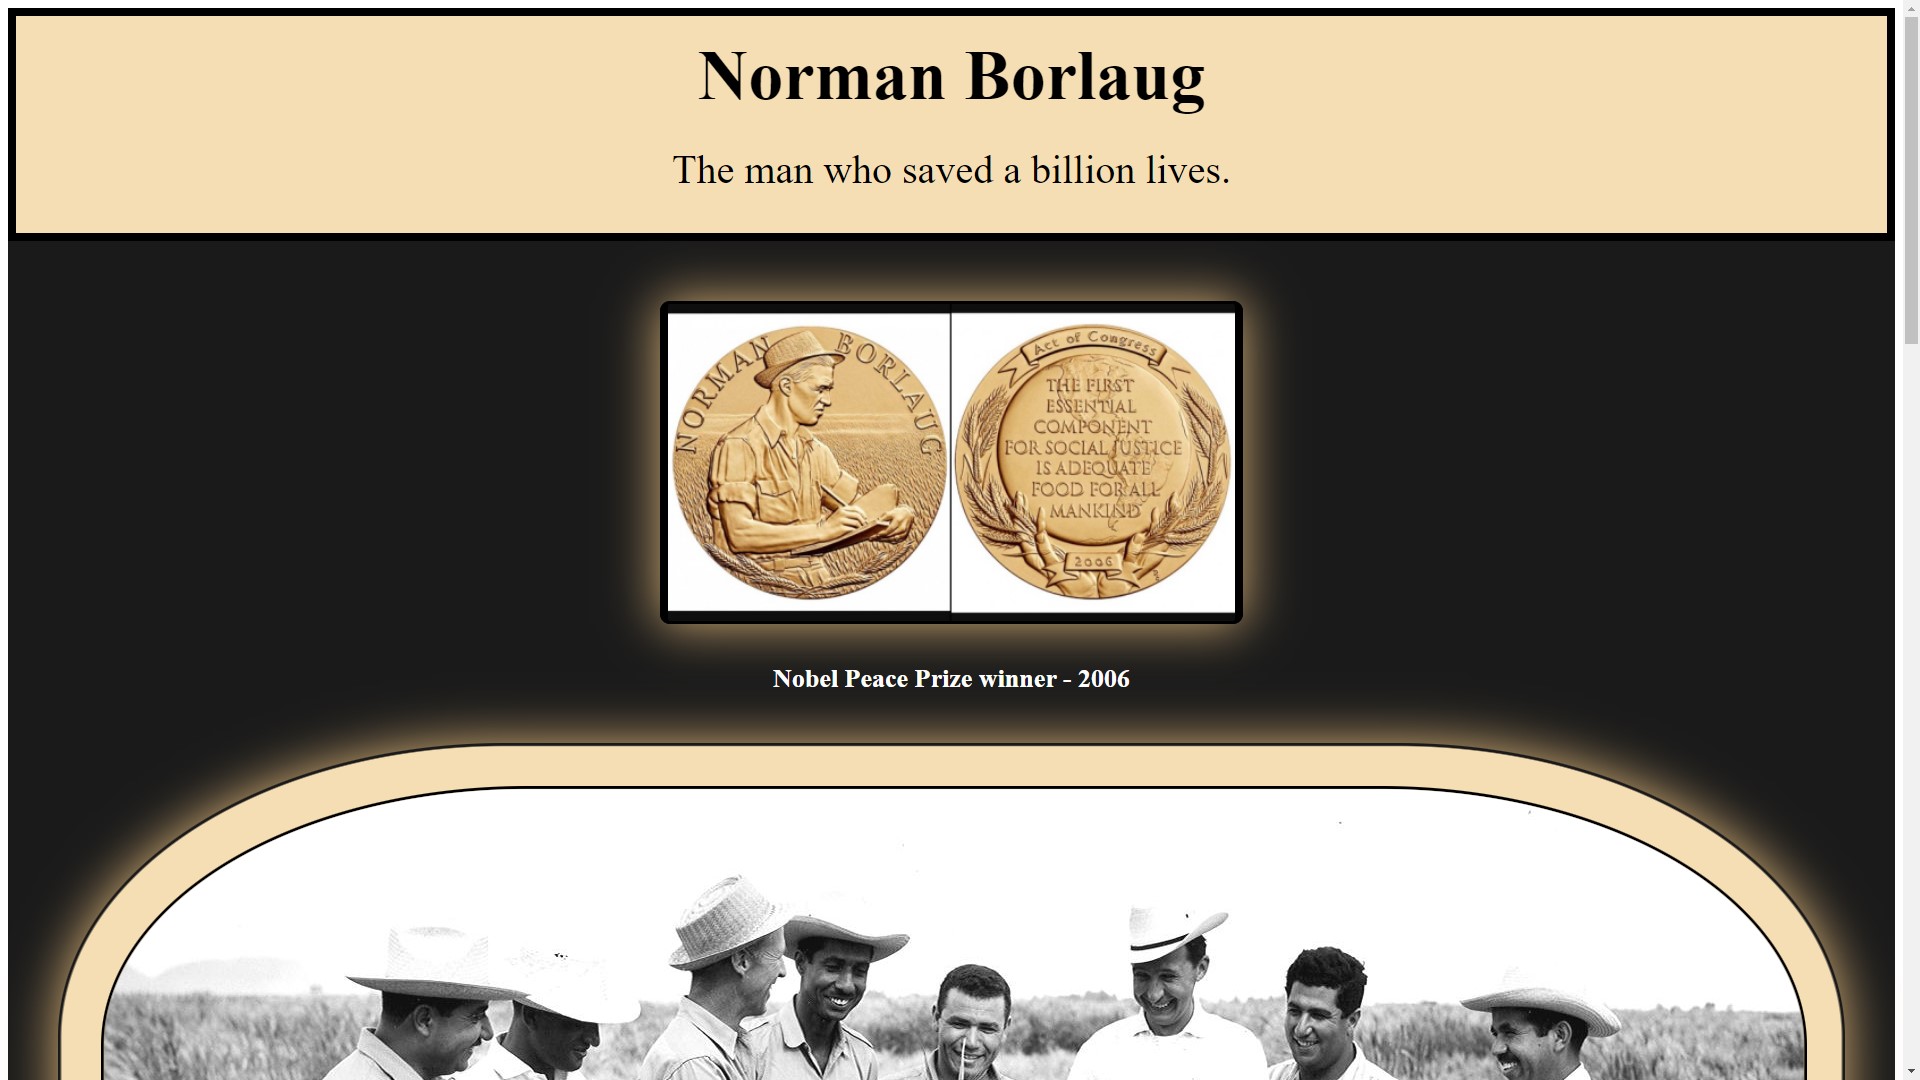 Norman Borlaug
The man who saved a billion lives.
NORMAN BORLAUG
Act of Congress
THE FIRST
ESSENTIAL
COMPONENT
FOR SOCIAL JUSTICE
IS ADEQUATE
FOOD FOR ALL
MANKIND
2006
Nobel Peace Prize winner - 2006